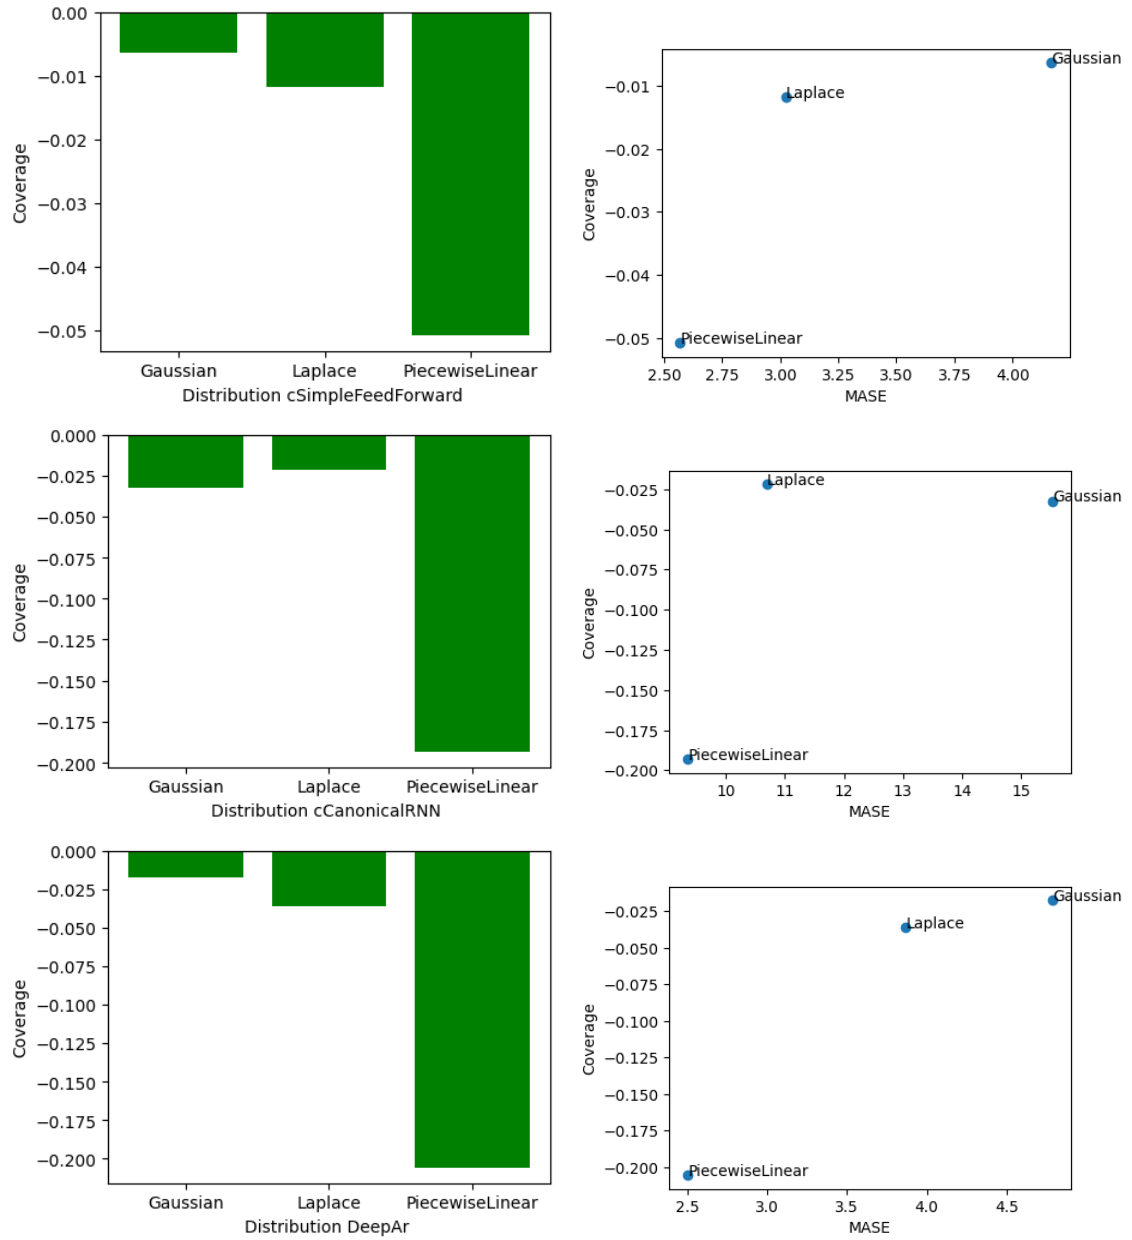 0.00
−0.01
−0.02
−0.03
−0.04
−0.05
Coverage
Gaussian Laplace PiecewiseLinear
Distribution cSimpleFeedForward
−0.01
−0.02
−0.03
−0.04
−0.05
Coverage
Gaussian
Laplace
PiecewiseLinear
2.50 2.75 3.00 3.25 3.50 3.75 4.00
MASE
0.000
−0.025
−0.050
−0.075
−0.100
−0.125
−0.150
−0.175
−0.200
Coverage
Gaussian Laplace PiecewiseLinear
Distribution cCanonicalRNN
−0.025
−0.050
−0.075
−0.100
−0.125
−0.150
−0.175
−0.200
Coverage
Laplace
Gaussian
PiecewiseLinear
10 11 12 13 14 15
MASE
0.000
−0.025
−0.050
−0.075
−0.100
−0.125
−0.150
−0.175
−0.200
Coverage
Gaussian Laplace PiecewiseLinear
Distribution DeepAr
−0.025
−0.050
−0.075
−0.100
−0.125
−0.150
−0.175
−0.200
Coverage
Gaussian
Laplace
PiecewiseLinear
2.5 3.0 3.5 4.0 4.5
MASE